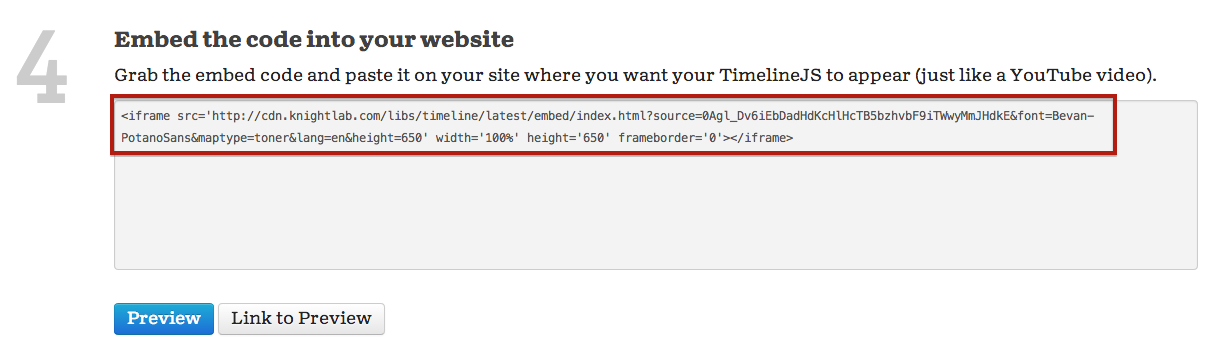 4
Embed the code into your website
Grab the embed code and paste it on your site where you want your TimelineJS to appear (just like a YouTube video).
<iframe src='http://cdn.knightlab.com/libs/timeline/latest/embed/index.html?source=0Agl_Dv6iEbDadHdKcHlHcTB5bzhvbF9iTWwyMmJHdkE&font=Bevan-
PotanoSans&maptype=toner&lang=en&height=650' width='100%' height='650' frameborder='0'></iframe>
Preview Link to Preview